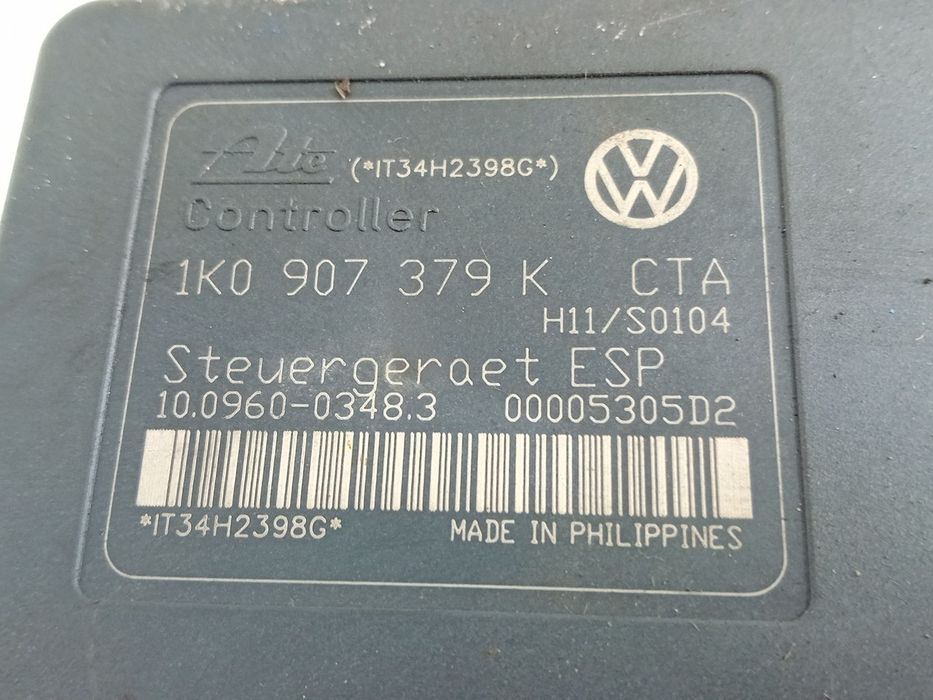 Ate (*IT34H2398G*)
Controller
1K0 907 379 K CTA
H11/S0104
Steuergeraet ESP
10.0960-0348.3 00005305D2
*IT34H2398G* MADE IN PHILIPPINES